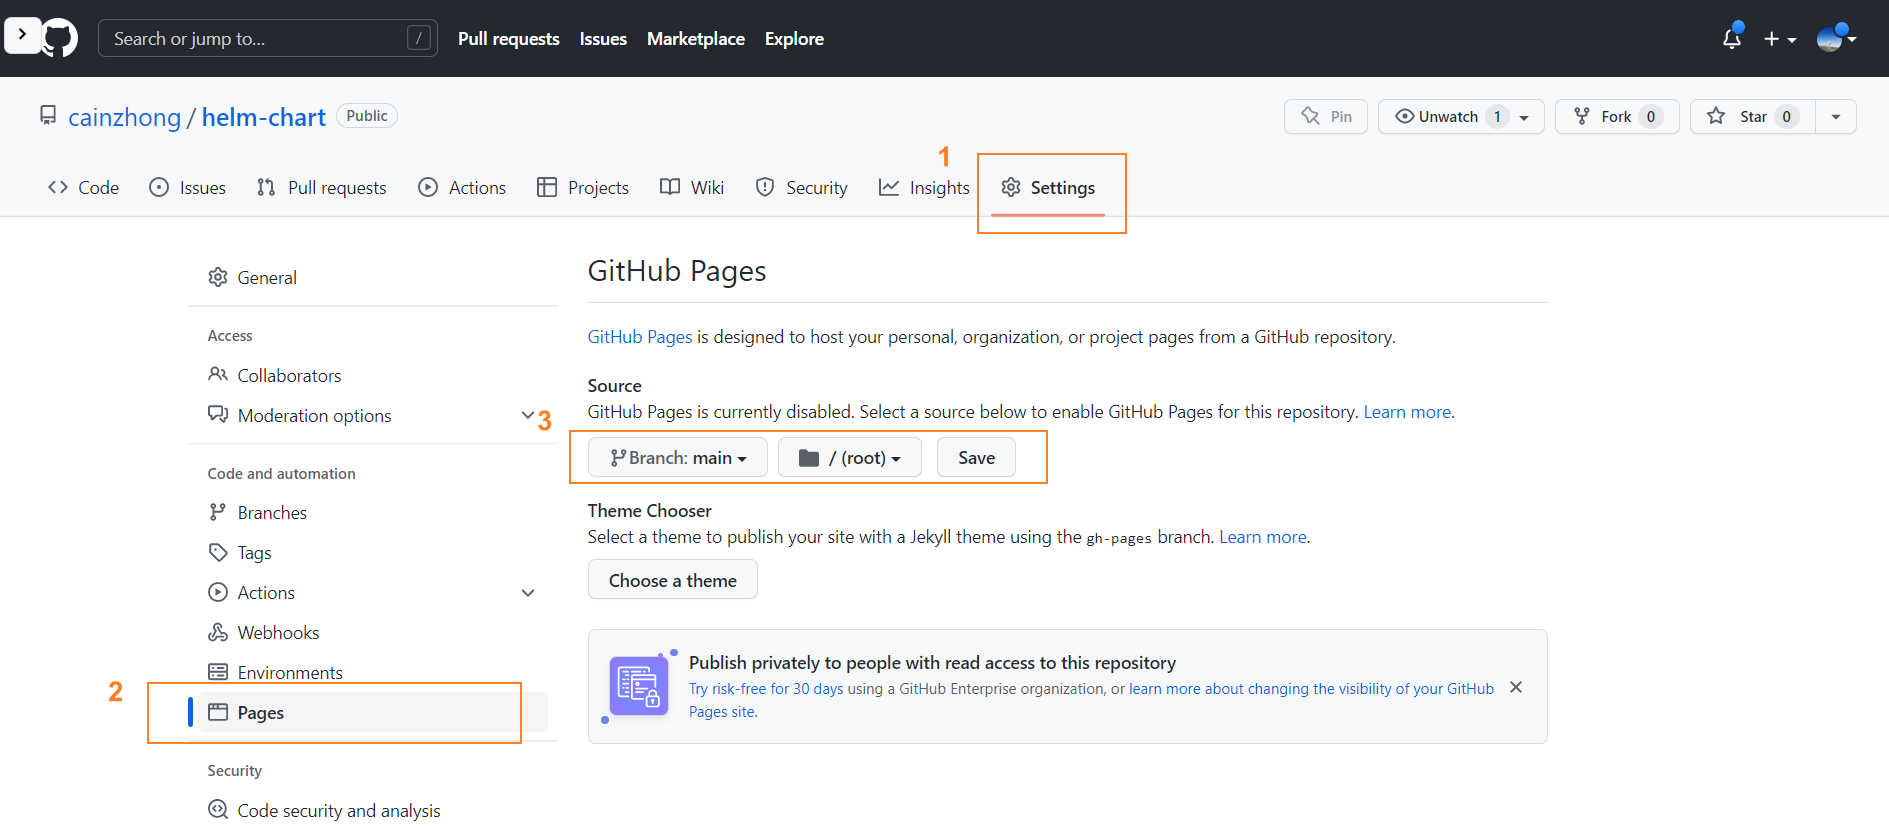 Search or jump to... /
Pull requests Issues Marketplace Explore
cainzhong / helm-chart Public
Pin Unwatch 1 Fork 0 Star 0
1
Code Issues Pull requests Actions Projects Wiki Security Insights Settings
General
Access
Collaborators
Moderation options
Code and automation
Branches
Tags
Actions
Webhooks
Environments
2
Pages
Security
Code security and analysis
GitHub Pages
GitHub Pages is designed to host your personal, organization, or project pages from a GitHub repository.
Source
GitHub Pages is currently disabled. Select a source below to enable GitHub Pages for this repository. Learn more.
3
Branch: main / (root) Save
Theme Chooser
Select a theme to publish your site with a Jekyll theme using the gh-pages branch. Learn more.
Choose a theme
Publish privately to people with read access to this repository
Try risk-free for 30 days using a GitHub Enterprise organization, or learn more about changing the visibility of your GitHub
Pages site.